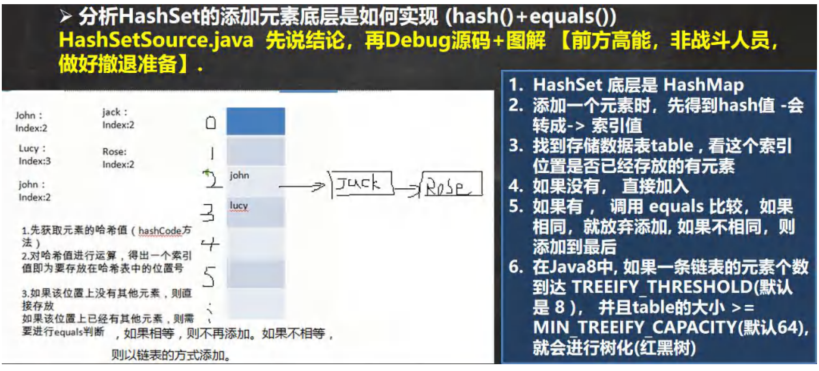 ➢ 分析HashSet的添加元素底层是如何实现 (hash()+equals())
HashSetSource.java 先说结论，再Debug源码+图解 【前方高能，非战斗人员，
做好撤退准备】.
John :
Index:2
jack :
Index:2
Lucy :
Index:3
Rose:
Index:2
john :
Index:2
0
1
2 john
Jack
Rose
3 lucy
4
5
1.先获取元素的哈希值（hashCode方
法）
2.对哈希值进行运算，得出一个索引
值即为要存放在哈希表中的位置号
3.如果该位置上没有其他元素，则直
接存放
如果该位置上已经有其他元素，则需
要进行equals判断 ，如果相等，则不再添加。如果不相等，
则以链表的方式添加。
1. HashSet 底层是 HashMap
2. 添加一个元素时，先得到hash值 -会
转成-> 索引值
3. 找到存储数据表table , 看这个索引
位置是否已经存放的有元素
4. 如果没有， 直接加入
5. 如果有 ， 调用 equals 比较，如果
相同，就放弃添加, 如果不相同，则
添加到最后
6. 在Java8中, 如果一条链表的元素个数
到达 TREEIFY_THRESHOLD(默认
是 8 )， 并且table的大小 >=
MIN_TREEIFY_CAPACITY(默认64),
就会进行树化(红黑树)